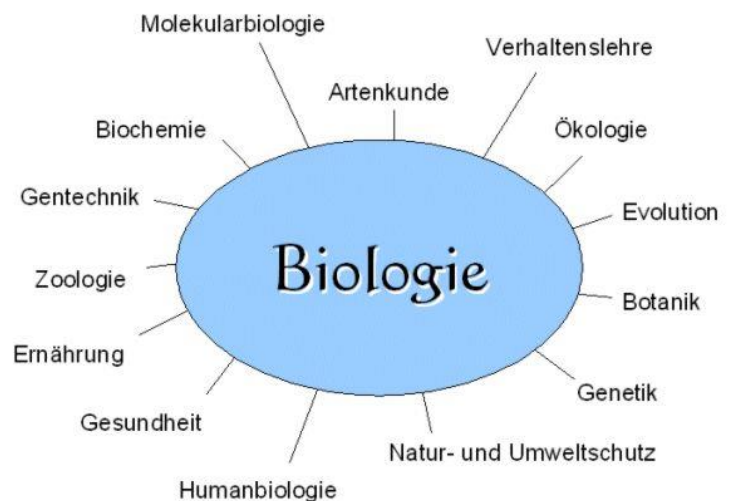 Molekularbiologie
Verhaltenslehre
Artenkunde
Biochemie
Ökologie
Gentechnik
Evolution
Biologie
Zoologie
Botanik
Ernährung
Genetik
Gesundheit
Natur- und Umweltschutz
Humanbiologie